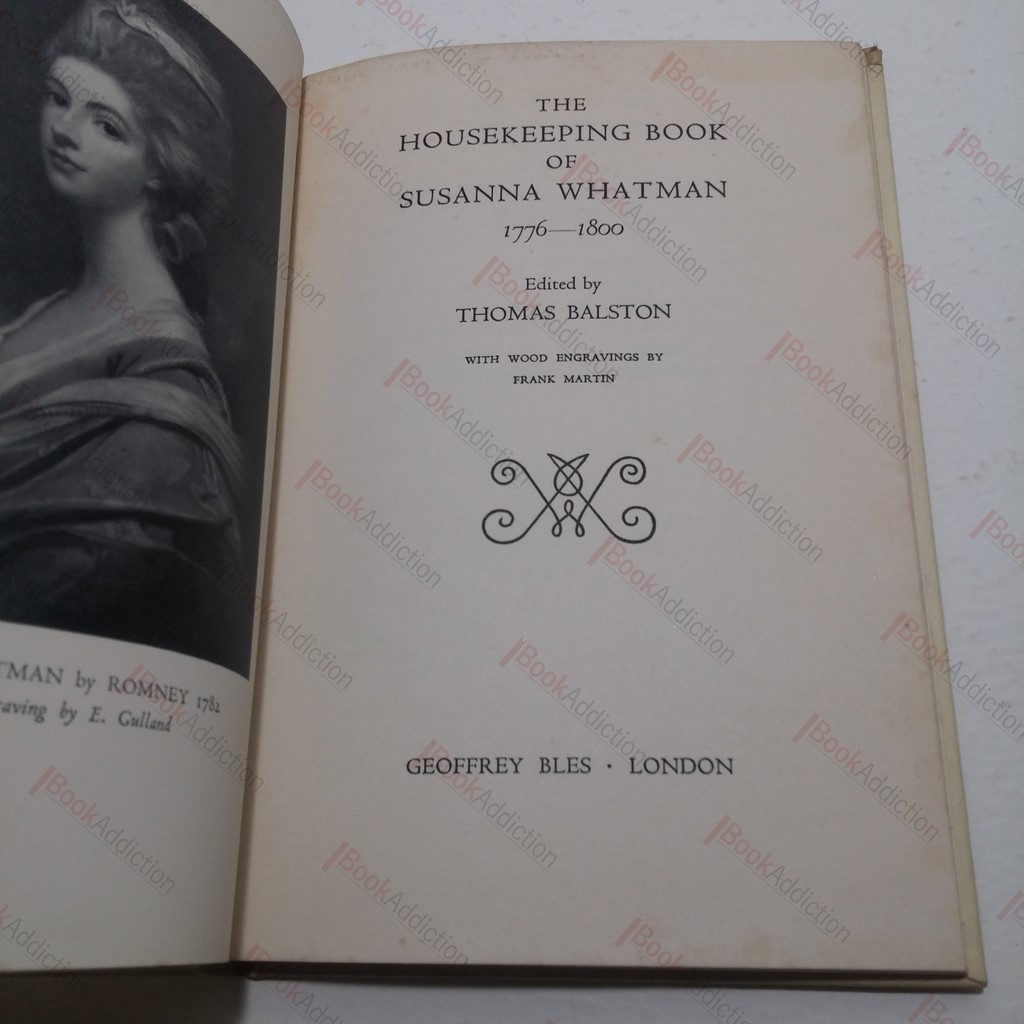 TMAN by ROMNEY 1782
raving by E. Gulland
THE
HOUSEKEEPING BOOK
OF
SUSANNA WHATMAN
1776—1800
Edited by
THOMAS BALSTON
WITH WOOD ENGRAVINGS BY
FRANK MARTIN
GEOFFREY BLES · LONDON
BookAddiction